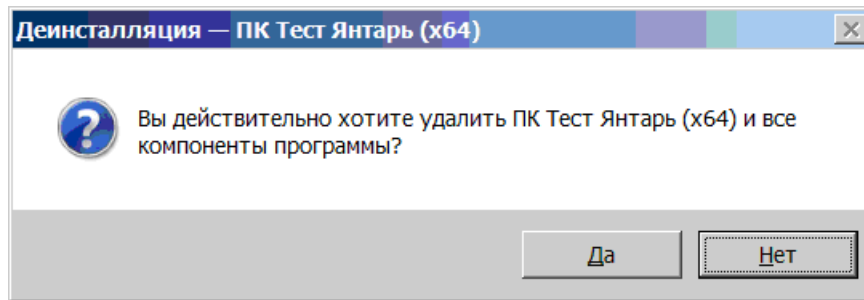 Деинсталляция — ПК Тест Янтарь (x64)
Вы действительно хотите удалить ПК Тест Янтарь (x64) и все
компоненты программы?
Да
Нет